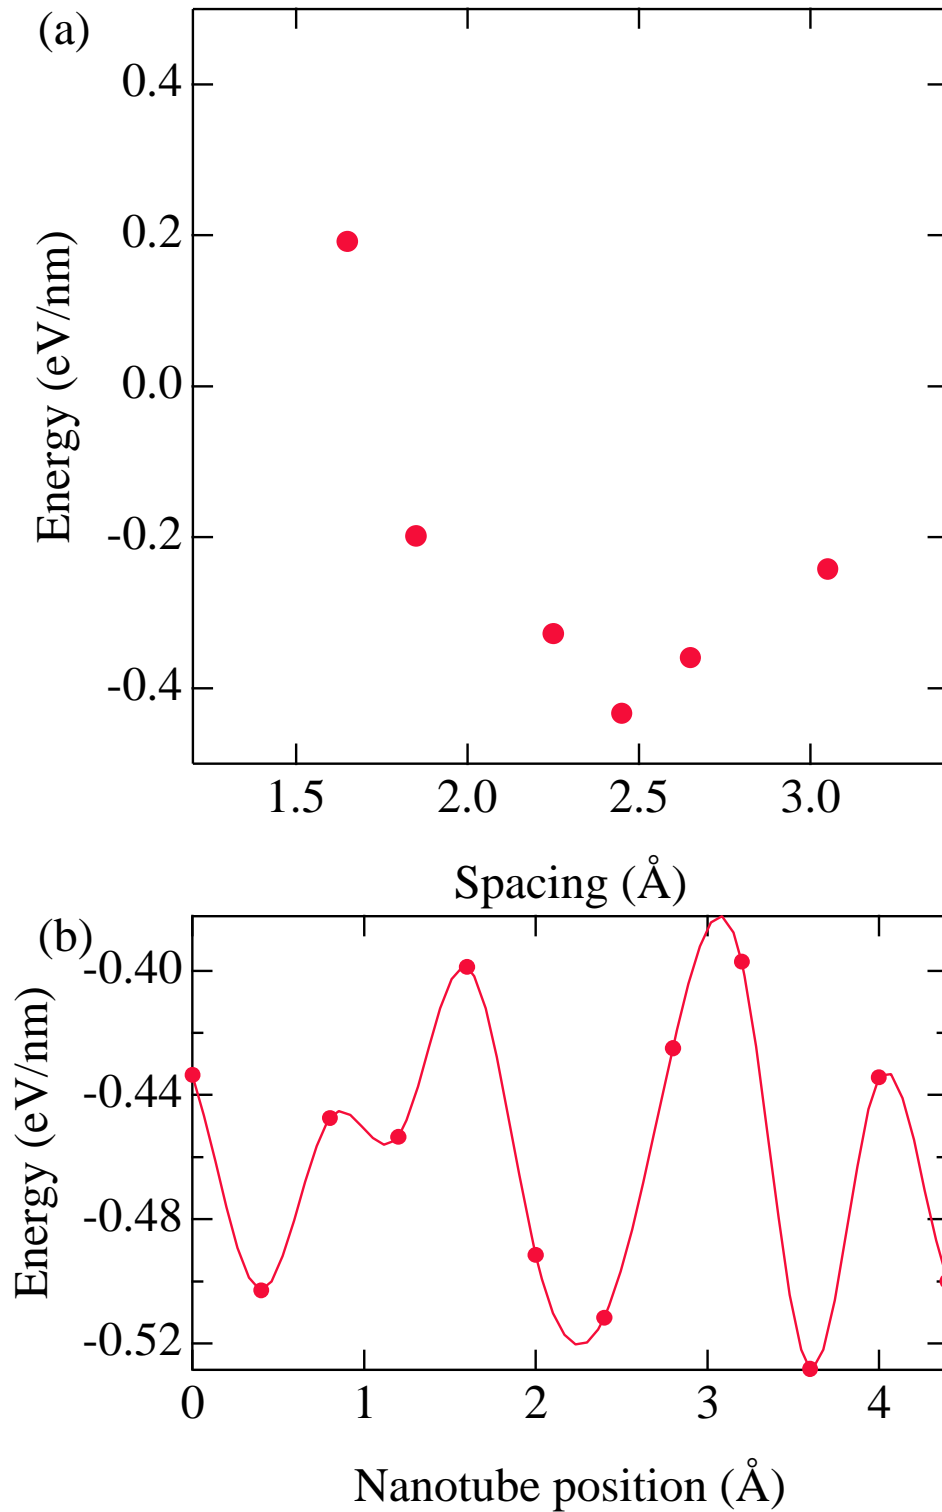 (a)
0.4
0.2
0.0
-0.2
-0.4
Energy (eV/nm)
1.5 2.0 2.5 3.0
Spacing (Å)
(b)
-0.40
-0.44
-0.48
-0.52
Energy (eV/nm)
0 1 2 3 4
Nanotube position (Å)